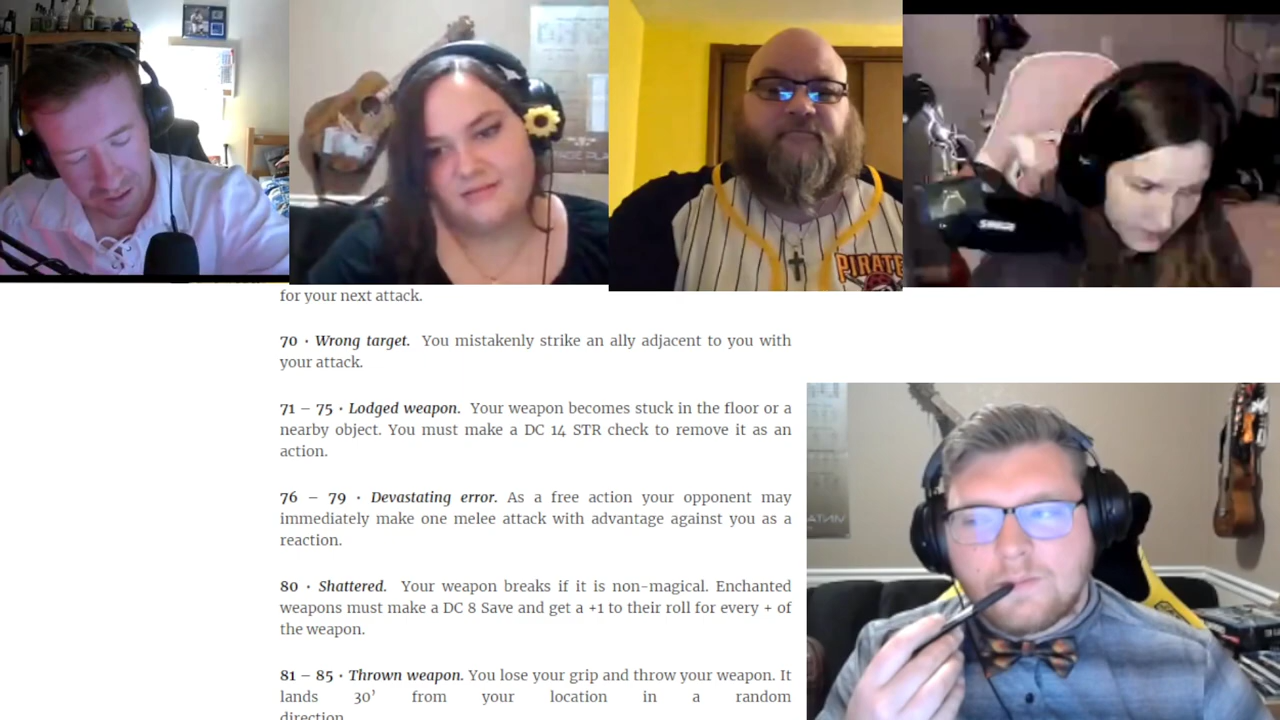 PIRATE
for your next attack.
70 · Wrong target. You mistakenly strike an ally adjacent to you with
your attack.
71 – 75 · Lodged weapon. Your weapon becomes stuck in the floor or a
nearby object. You must make a DC 14 STR check to remove it as an
action.
76 – 79 · Devastating error. As a free action your opponent may
immediately make one melee attack with advantage against you as a
reaction.
80 · Shattered. Your weapon breaks if it is non-magical. Enchanted
weapons must make a DC 8 Save and get a +1 to their roll for every + of
the weapon.
81 – 85 · Thrown weapon. You lose your grip and throw your weapon. It
lands 30’ from your location in a random
direction